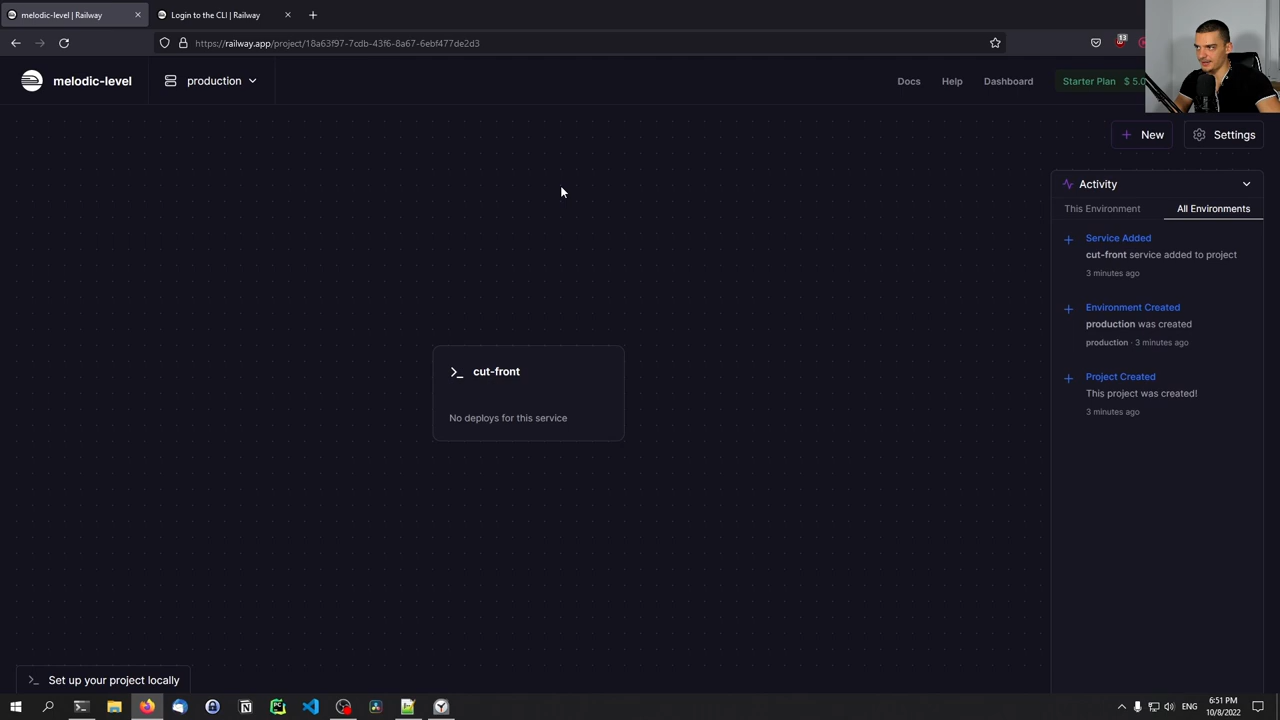 melodic-level | Railway
Login to the CLI | Railway
https://railway.app/project/18a63f97-7cdb-43f6-8a67-6ebf477de2d3
13
melodic-level
production
Docs
Help
Dashboard
Starter Plan $ 5.0
New
Settings
Activity
This Environment
All Environments
Service Added
cut-front service added to project
3 minutes ago
Environment Created
production was created
production · 3 minutes ago
Project Created
This project was created!
3 minutes ago
>_ cut-front
No deploys for this service
>_ Set up your project locally
ENG
6:51 PM
10/8/2022